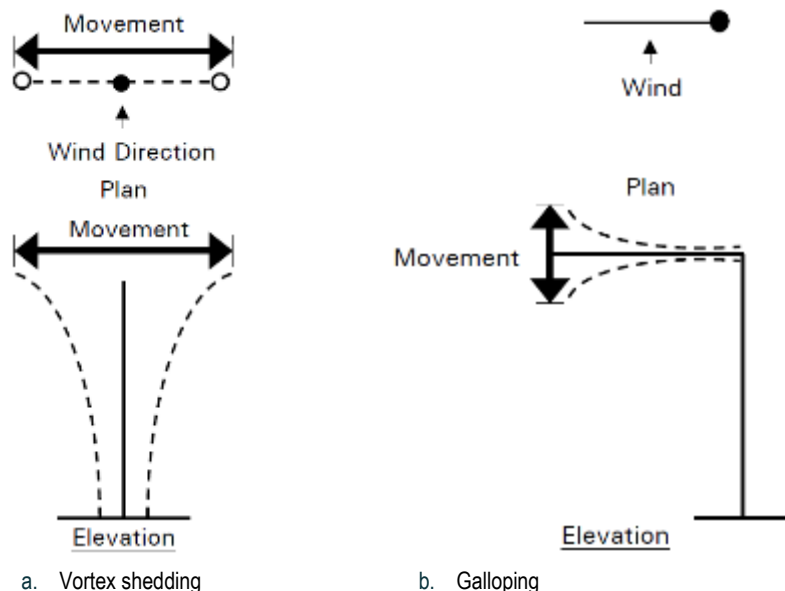 Movement
Wind Direction
Plan
Movement
Elevation
a. Vortex shedding
Wind
Plan
Movement
Elevation
b. Galloping